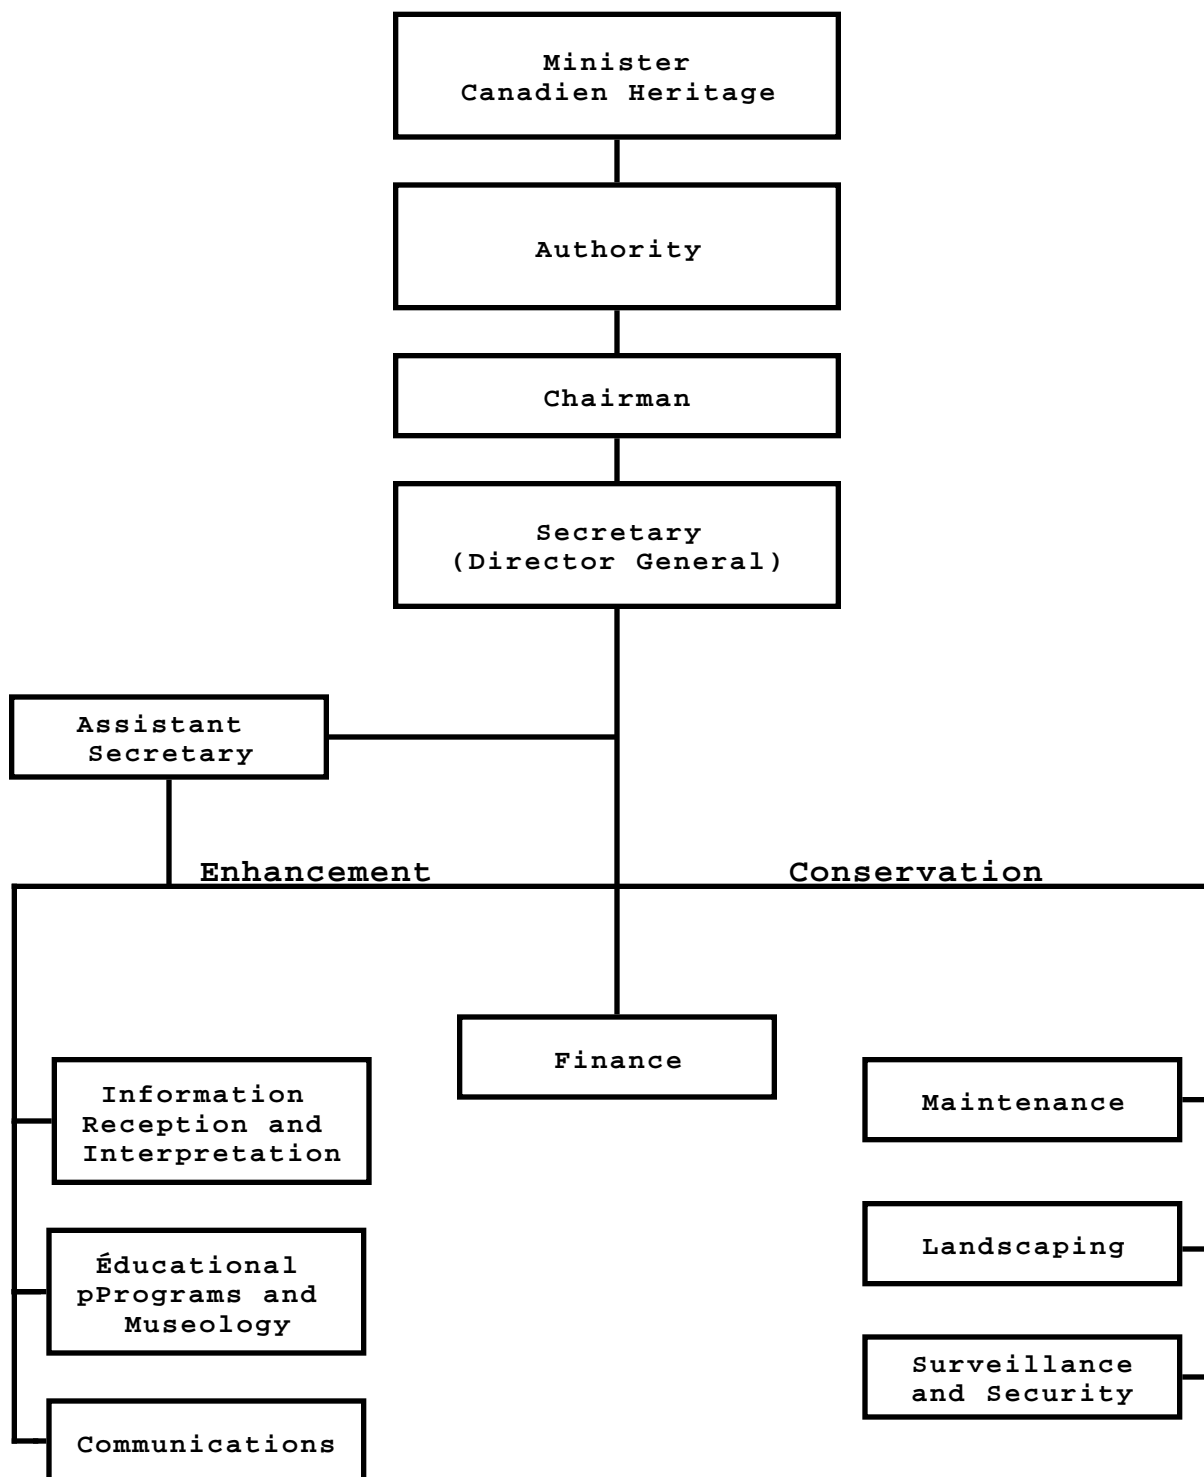 Minister
Canadien Heritage
Authority
Chairman
Secretary
(Director General)
Assistant
Secretary
Enhancement
Conservation
Finance
Information
Reception and
Interpretation
Maintenance
Éducational
pPrograms and
Museology
Landscaping
Surveillance
and Security
Communications